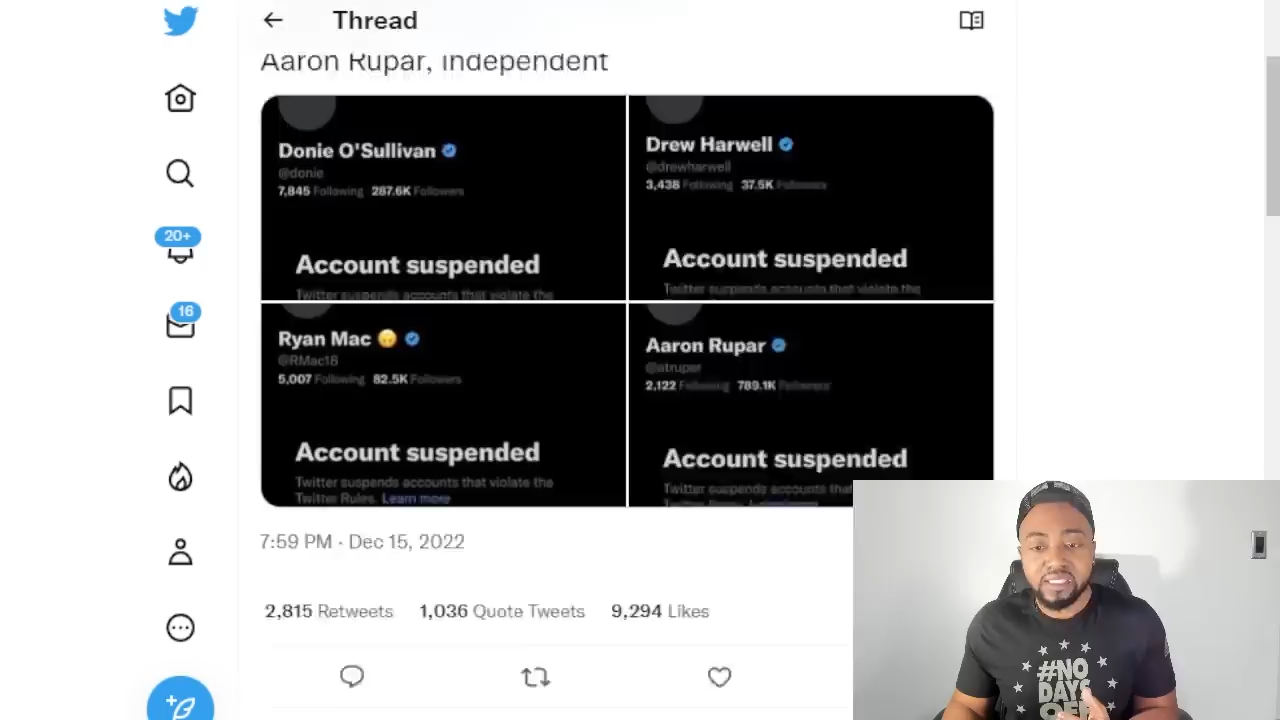 Thread
Aaron Rupar, Independent
Donie O'Sullivan
@donie
7,845 Following 287.6K Followers
Account suspended
Twitter suspends accounts that violate the
Drew Harwell
@drewharwell
3,438 Following 37.5K Followers
Account suspended
Twitter suspends accounts that violate the
Ryan Mac
@RMac18
5,007 Following 82.5K Followers
Account suspended
Twitter suspends accounts that violate the
Twitter Rules. Learn more
Aaron Rupar
@atrupar
2,122 Following 789.1K Followers
Account suspended
Twitter suspends accounts that
7:59 PM · Dec 15, 2022
2,815 Retweets 1,036 Quote Tweets 9,294 Likes
20+
16
#NO
DAYS
OFF